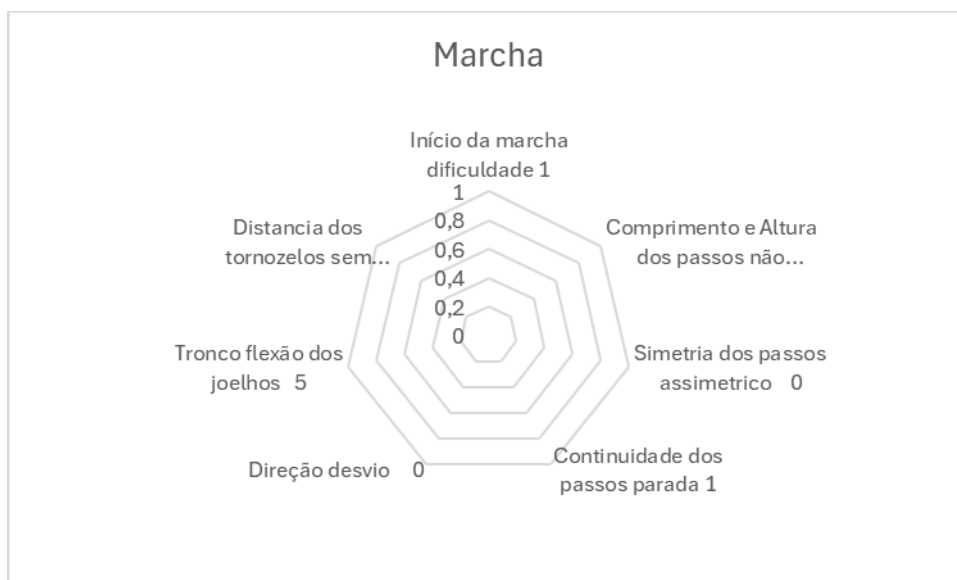 Marcha
Início da marcha
dificuldade 1
1
0,8
0,6
0,4
0,2
0
Comprimento e Altura
dos passos não...
Simetria dos passos
assimetrico 0
Continuidade dos
passos parada 1
Direção desvio 0
Tronco flexão dos
joelhos 5
Distancia dos
tornozelos sem...